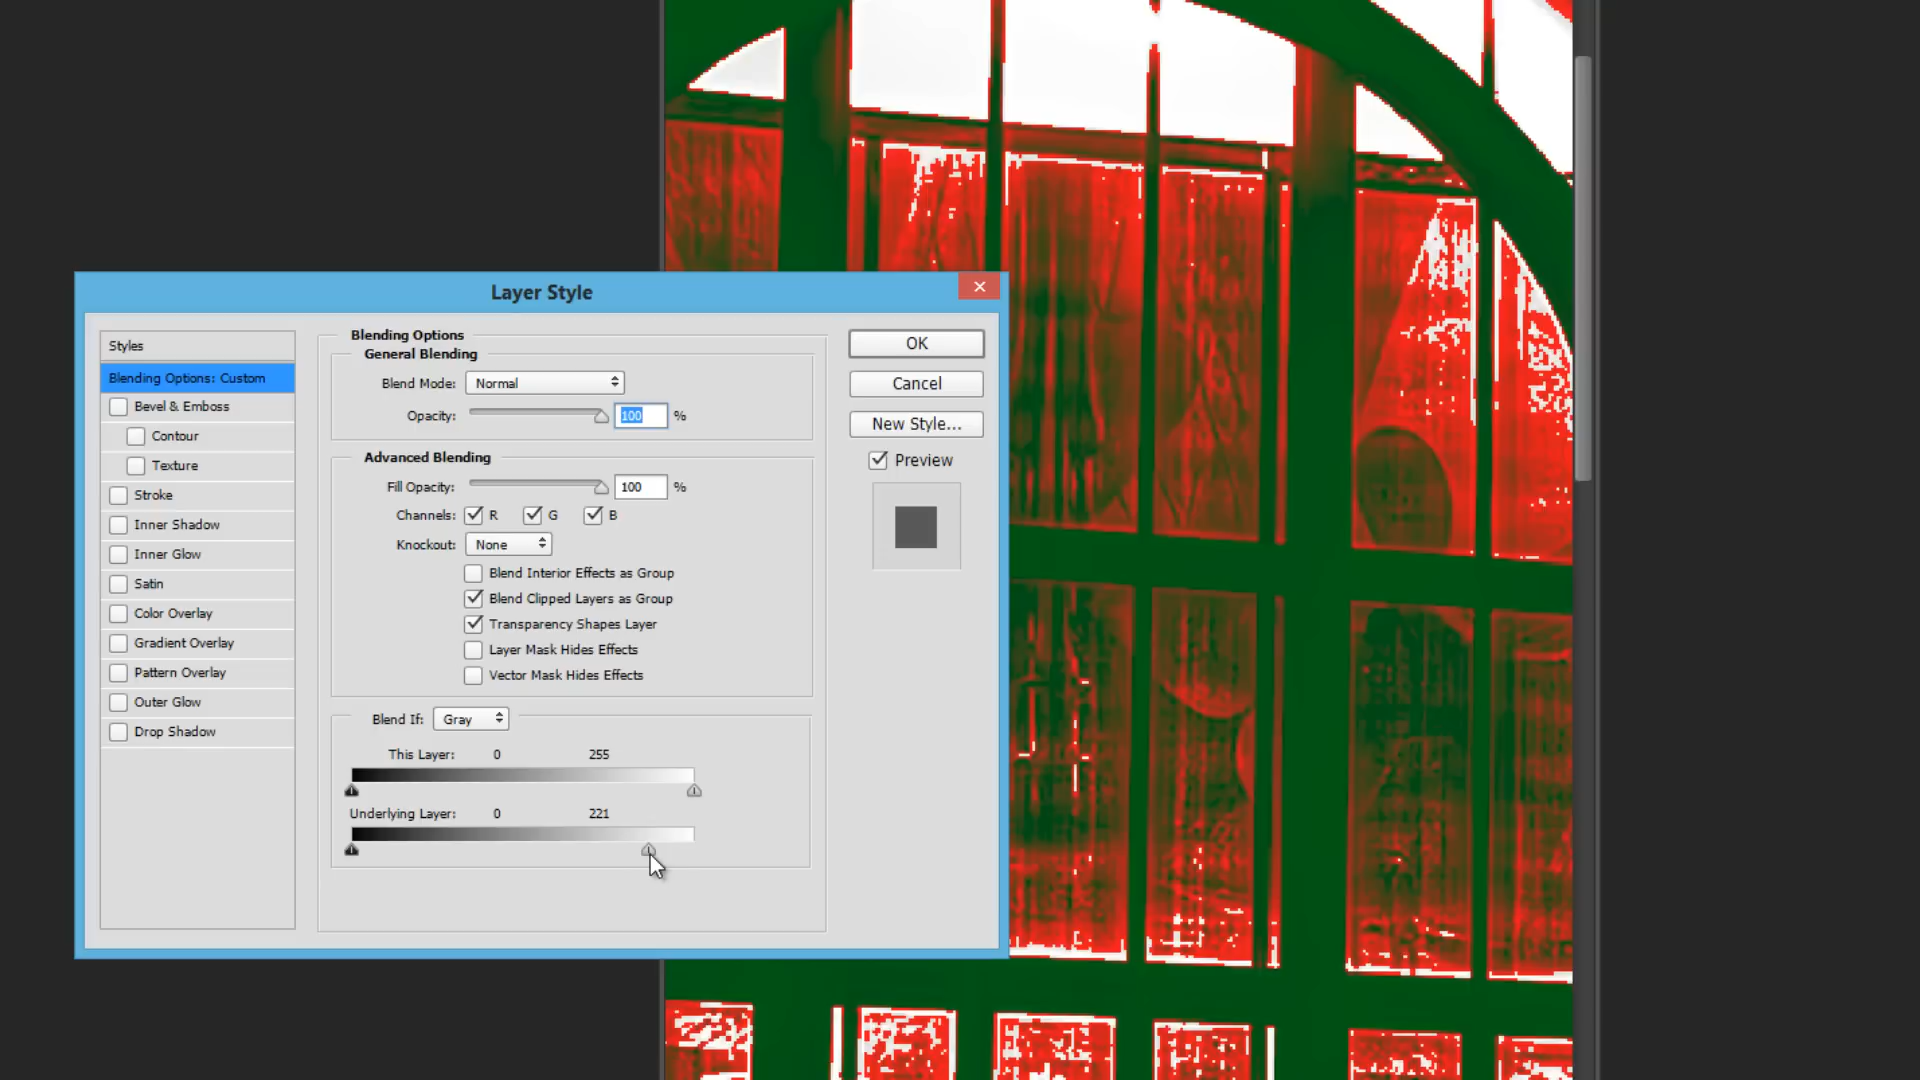 Layer Style
Styles
Blending Options: Custom
Bevel & Emboss
Contour
Texture
Stroke
Inner Shadow
Inner Glow
Satin
Color Overlay
Gradient Overlay
Pattern Overlay
Outer Glow
Drop Shadow
Blending Options
General Blending
Blend Mode: Normal
Opacity: 100 %
Advanced Blending
Fill Opacity: 100 %
Channels: R G B
Knockout: None
Blend Interior Effects as Group
Blend Clipped Layers as Group
Transparency Shapes Layer
Layer Mask Hides Effects
Vector Mask Hides Effects
Blend If: Gray
This Layer: 0 255
Underlying Layer: 0 221
OK
Cancel
New Style...
Preview